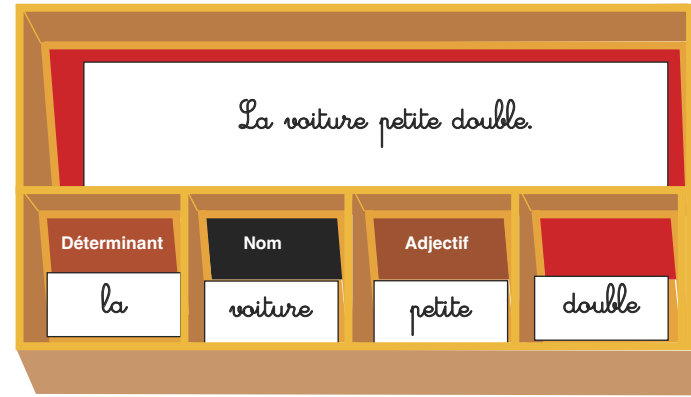 La voiture petite double.
Déterminant Nom Adjectif
la voiture petite double